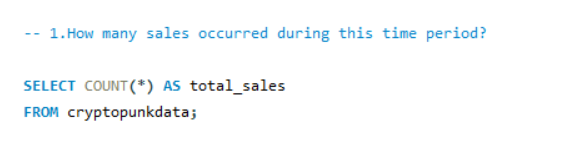 -- 1.How many sales occurred during this time period?
SELECT COUNT(*) AS total_sales
FROM cryptopunkdata;